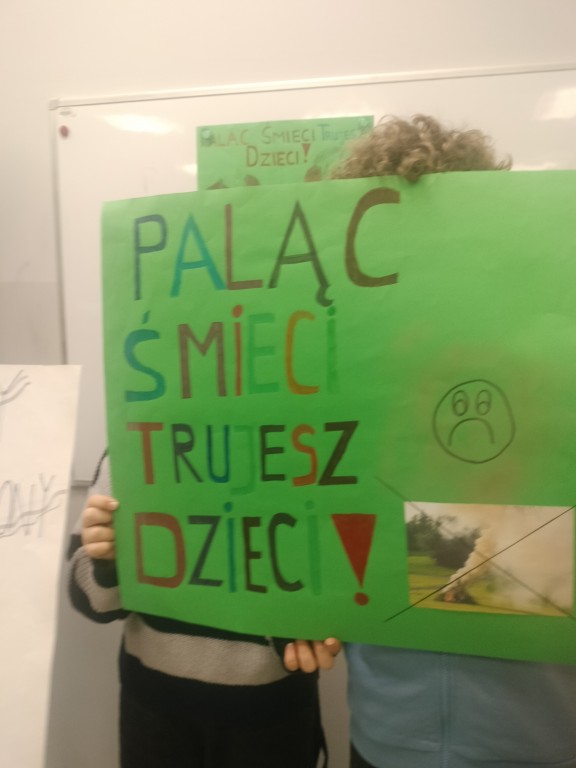 PALĄC ŚMIECI TRUJESZ
DZIECI!
PALĄC
ŚMiECi
TRUJESZ
DZiECi!